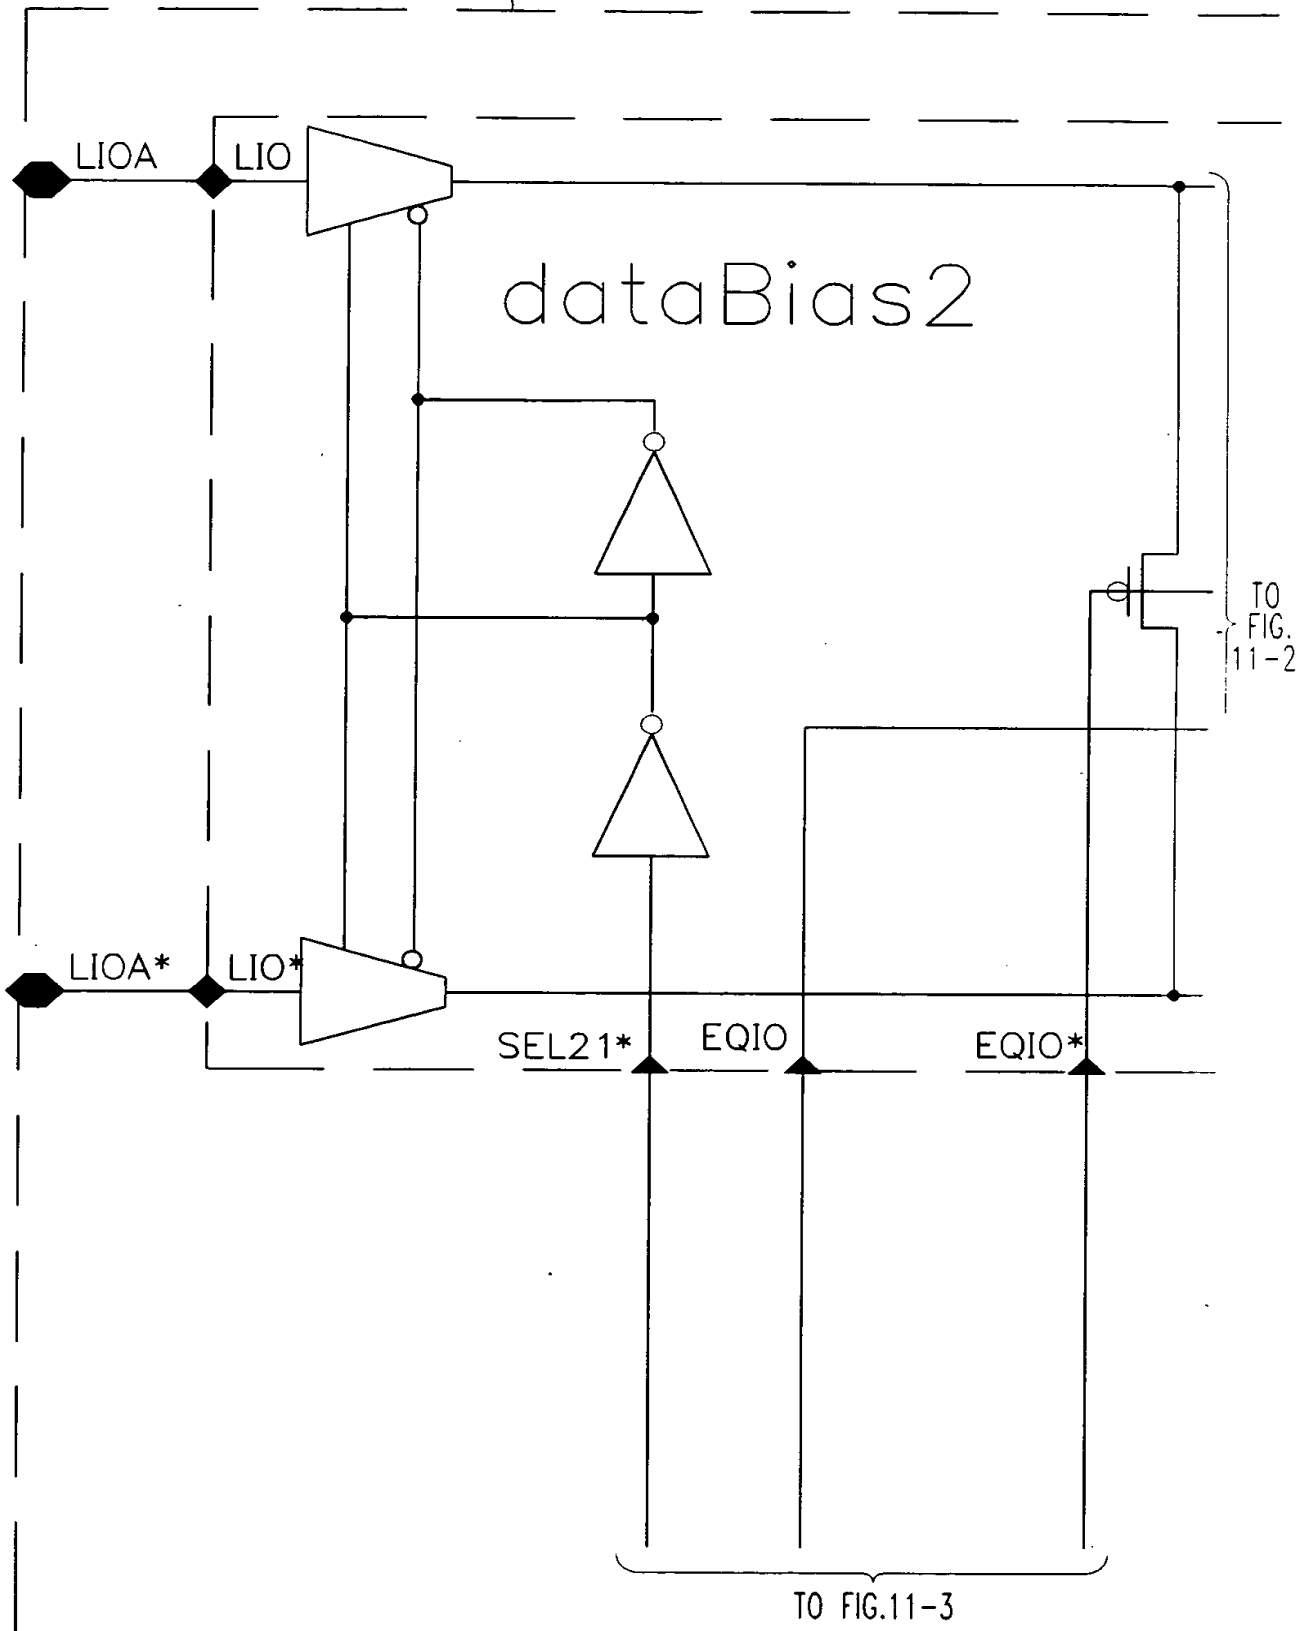 LIOA LIO
dataBias2
TO
FIG.
11-2
LIOA* LIO*
SEL21* EQIO EQIO*
TO FIG.11-3